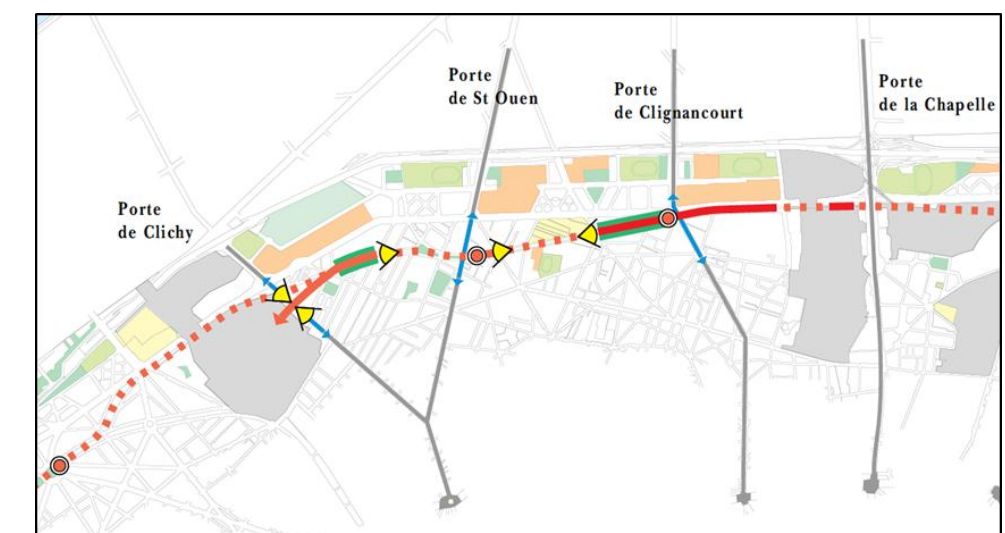 Porte
de St Ouen
Porte
de Clignancourt
Porte
de la Chapelle
Porte
de Clichy